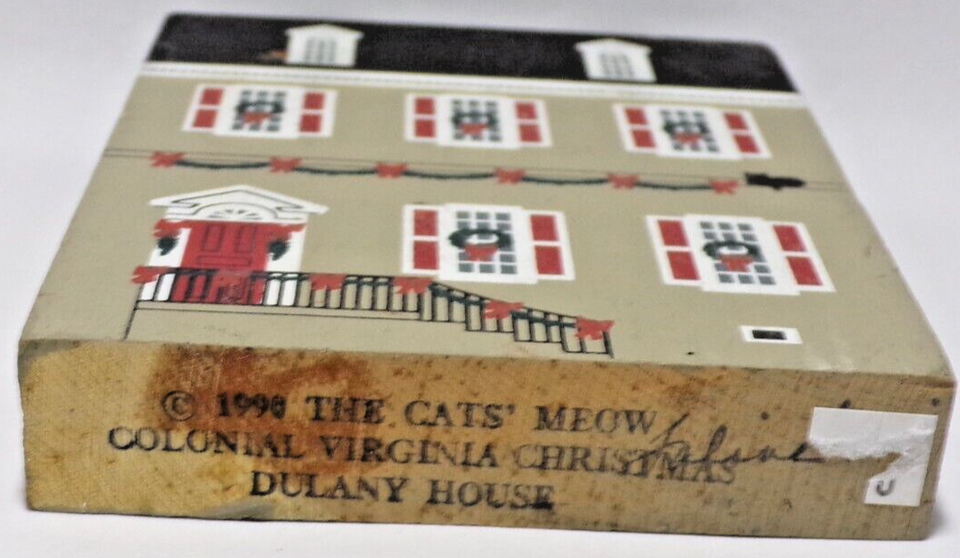 © 1990 THE CATS' MEOW
COLONIAL VIRGINIA CHRISTMAS
DULANY HOUSE